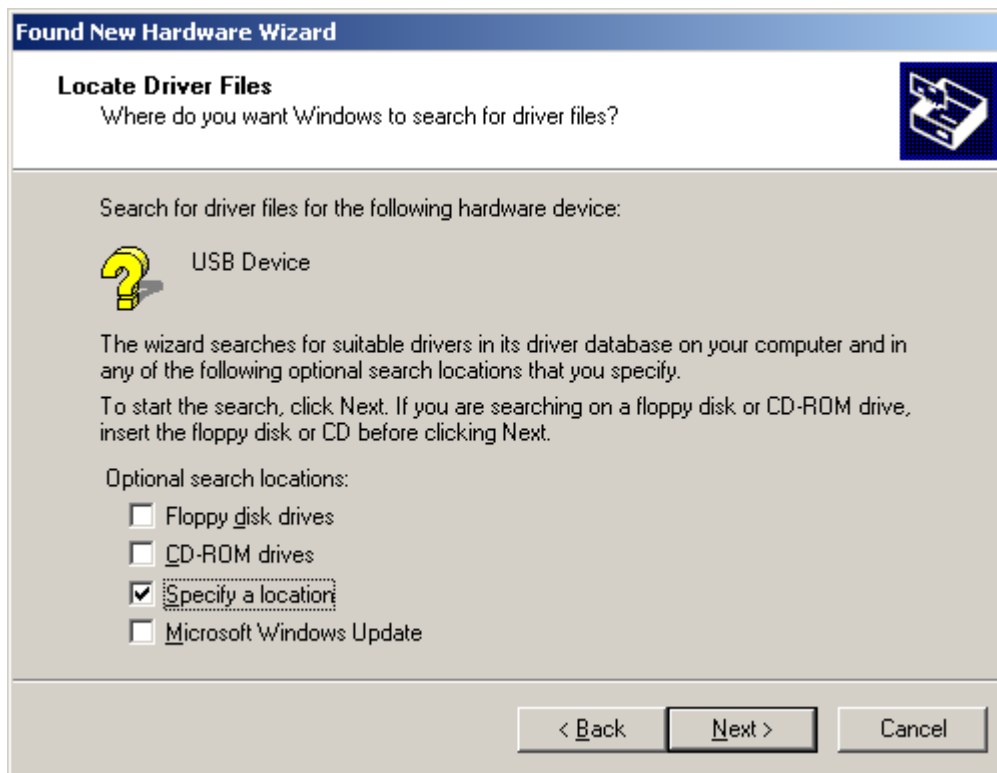 Found New Hardware Wizard
Locate Driver Files
Where do you want Windows to search for driver files?
Search for driver files for the following hardware device:
USB Device
The wizard searches for suitable drivers in its driver database on your computer and in
any of the following optional search locations that you specify.
To start the search, click Next. If you are searching on a floppy disk or CD-ROM drive,
insert the floppy disk or CD before clicking Next.
Optional search locations:
Floppy disk drives
CD-ROM drives
Specify a location
Microsoft Windows Update
< Back Next > Cancel